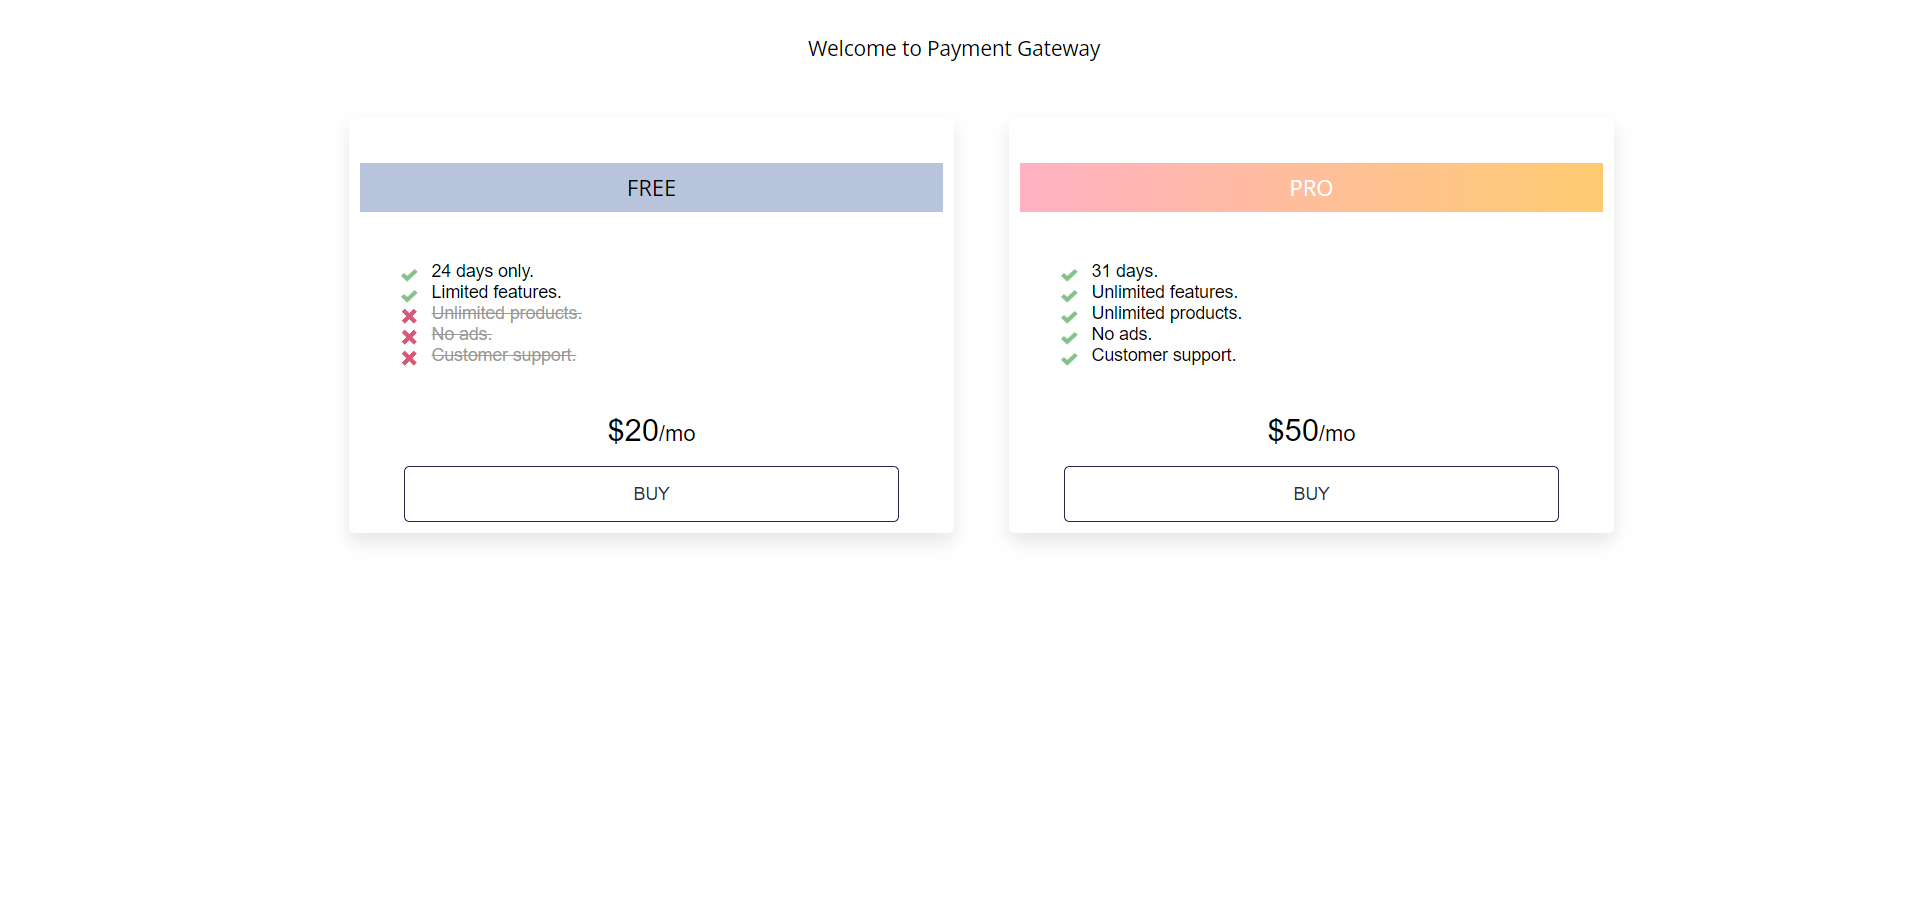 Welcome to Payment Gateway
FREE
24 days only.
Limited features.
Unlimited products.
No ads.
Customer support.
$20/mo
BUY
PRO
31 days.
Unlimited features.
Unlimited products.
No ads.
Customer support.
$50/mo
BUY